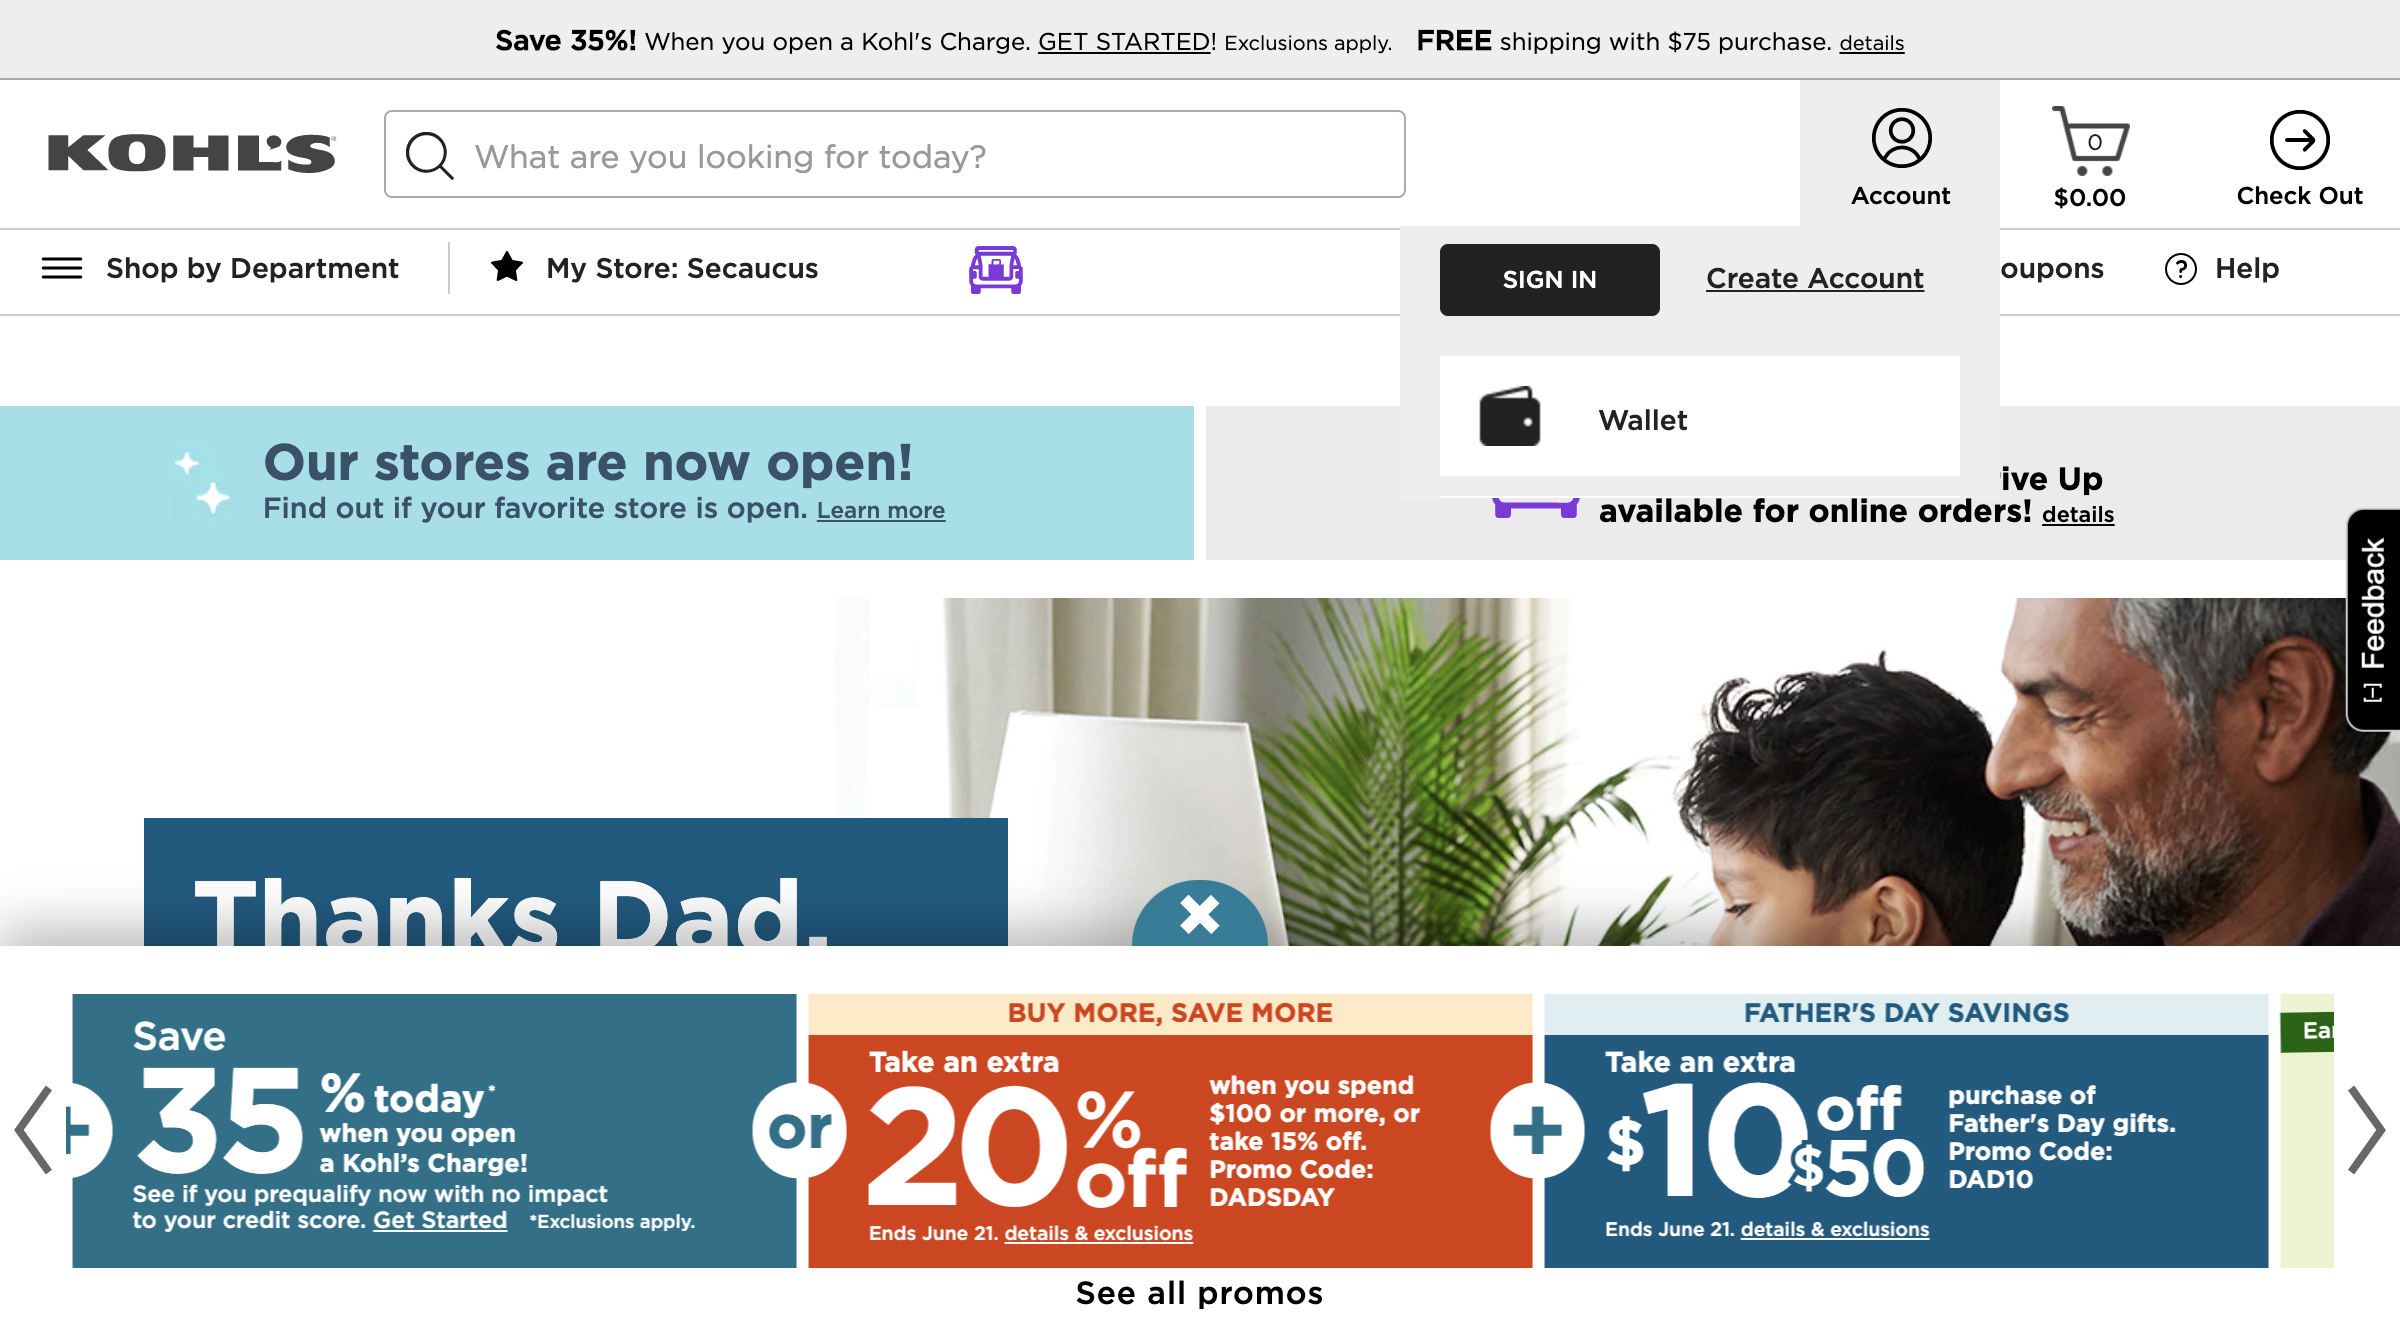 Save 35%! When you open a Kohl's Charge. GET STARTED! Exclusions apply. FREE shipping with $75 purchase. details
KOHL'S
What are you looking for today?
Account
0
$0.00
Check Out
Shop by Department
My Store: Secaucus
SIGN IN
Create Account
oupons
Help
Wallet
Our stores are now open!
Find out if your favorite store is open. Learn more
ive Up
available for online orders! details
[-] Feedback
Thanks Dad.
Save
35% today*
when you open
a Kohl's Charge!
See if you prequalify now with no impact
to your credit score. Get Started *Exclusions apply.
or
BUY MORE, SAVE MORE
Take an extra
20% off
when you spend
$100 or more, or
take 15% off.
Promo Code:
DADSDAY
Ends June 21. details & exclusions
+
FATHER'S DAY SAVINGS
Take an extra
$10 off
$50
purchase of
Father's Day gifts.
Promo Code:
DAD10
Ends June 21. details & exclusions
Ear
See all promos